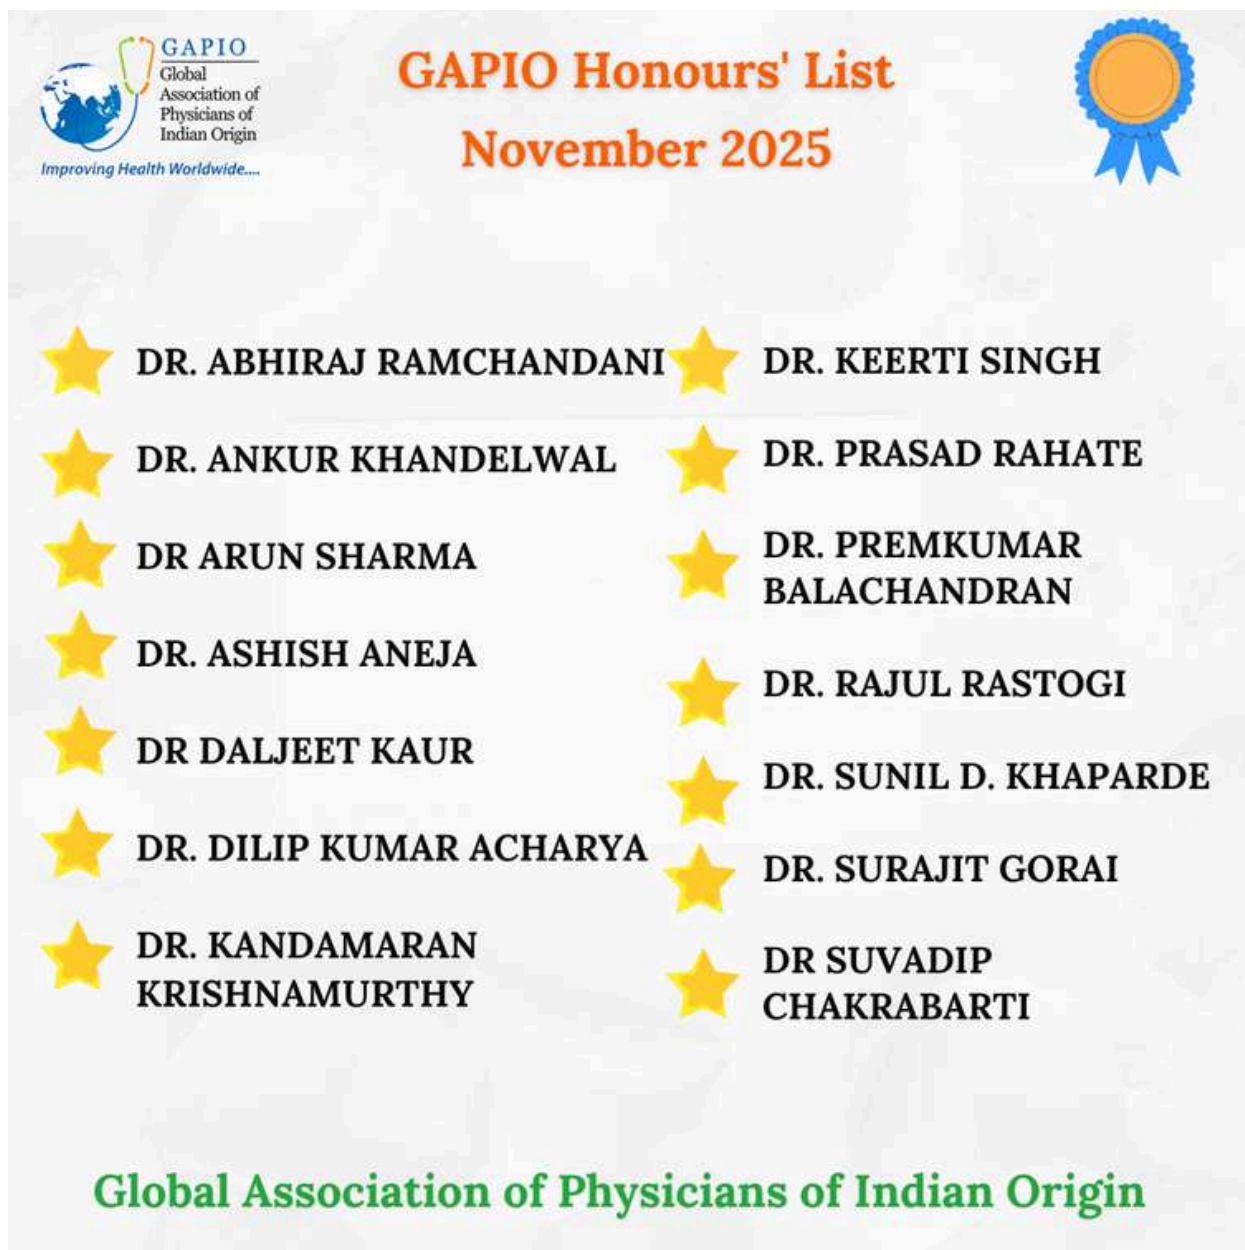 GAPIO
Global
Association of
Physicians of
Indian Origin
Improving Health Worldwide....
GAPIO Honours' List
November 2025
DR. ABHIRAJ RAMCHANDANI
DR. ANKUR KHANDELWAL
DR ARUN SHARMA
DR. ASHISH ANEJA
DR DALJEET KAUR
DR. DILIP KUMAR ACHARYA
DR. KANDAMARAN
KRISHNAMURTHY
DR. KEERTI SINGH
DR. PRASAD RAHATE
DR. PREMKUMAR
BALACHANDRAN
DR. RAJUL RASTOGI
DR. SUNIL D. KHAPARDE
DR. SURAJIT GORAI
DR SUVADIP
CHAKRABARTI
Global Association of Physicians of Indian Origin